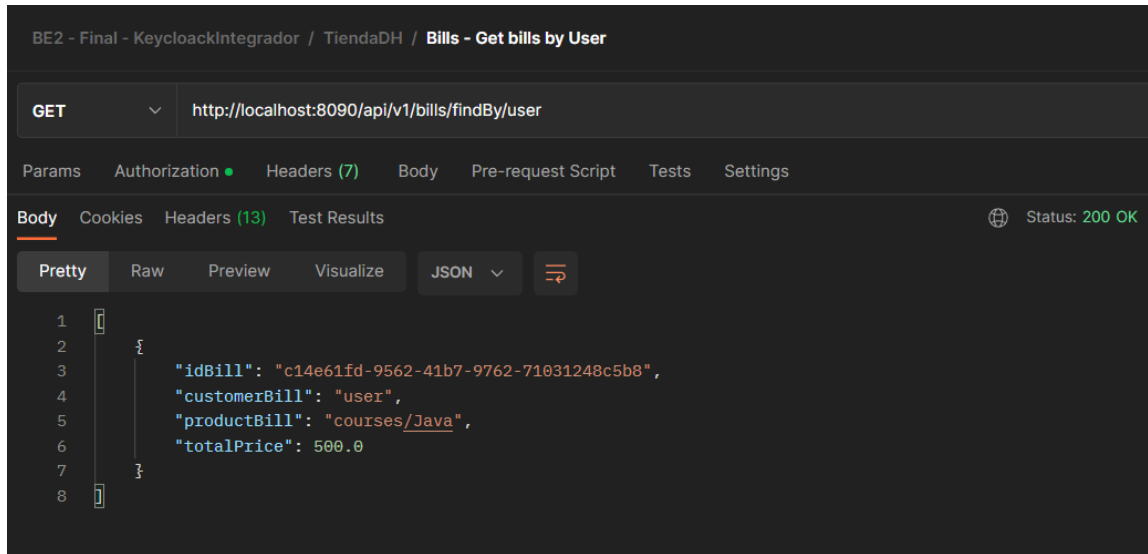 BE2 - Final - KeycloackIntegrador / TiendaDH / Bills - Get bills by User
GET http://localhost:8090/api/v1/bills/findBy/user
Params Authorization Headers (7) Body Pre-request Script Tests Settings
Body Cookies Headers (13) Test Results Status: 200 OK
Pretty Raw Preview Visualize JSON
1 [
2 {
3 "idBill": "c14e61fd-9562-41b7-9762-71031248c5b8",
4 "customerBill": "user",
5 "productBill": "courses/Java",
6 "totalPrice": 500.0
7 }
8 ]